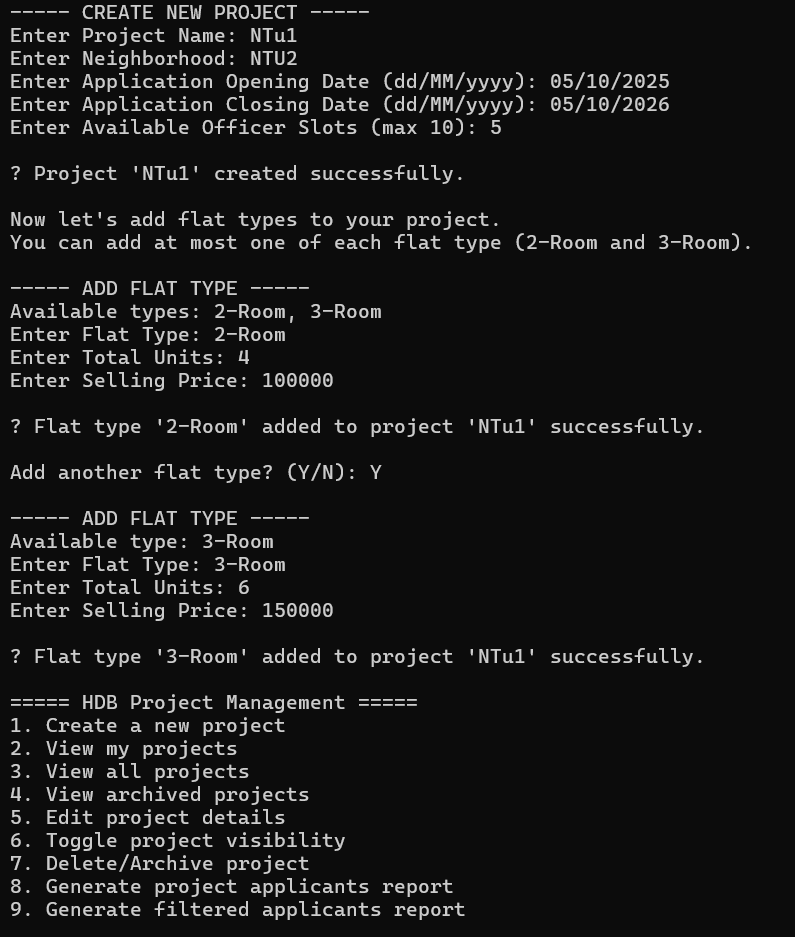 ----- CREATE NEW PROJECT -----
Enter Project Name: NTu1
Enter Neighborhood: NTU2
Enter Application Opening Date (dd/MM/yyyy): 05/10/2025
Enter Application Closing Date (dd/MM/yyyy): 05/10/2026
Enter Available Officer Slots (max 10): 5
? Project 'NTu1' created successfully.
Now let's add flat types to your project.
You can add at most one of each flat type (2-Room and 3-Room).
----- ADD FLAT TYPE -----
Available types: 2-Room, 3-Room
Enter Flat Type: 2-Room
Enter Total Units: 4
Enter Selling Price: 100000
? Flat type '2-Room' added to project 'NTu1' successfully.
Add another flat type? (Y/N): Y
----- ADD FLAT TYPE -----
Available type: 3-Room
Enter Flat Type: 3-Room
Enter Total Units: 6
Enter Selling Price: 150000
? Flat type '3-Room' added to project 'NTu1' successfully.
===== HDB Project Management =====
1. Create a new project
2. View my projects
3. View all projects
4. View archived projects
5. Edit project details
6. Toggle project visibility
7. Delete/Archive project
8. Generate project applicants report
9. Generate filtered applicants report